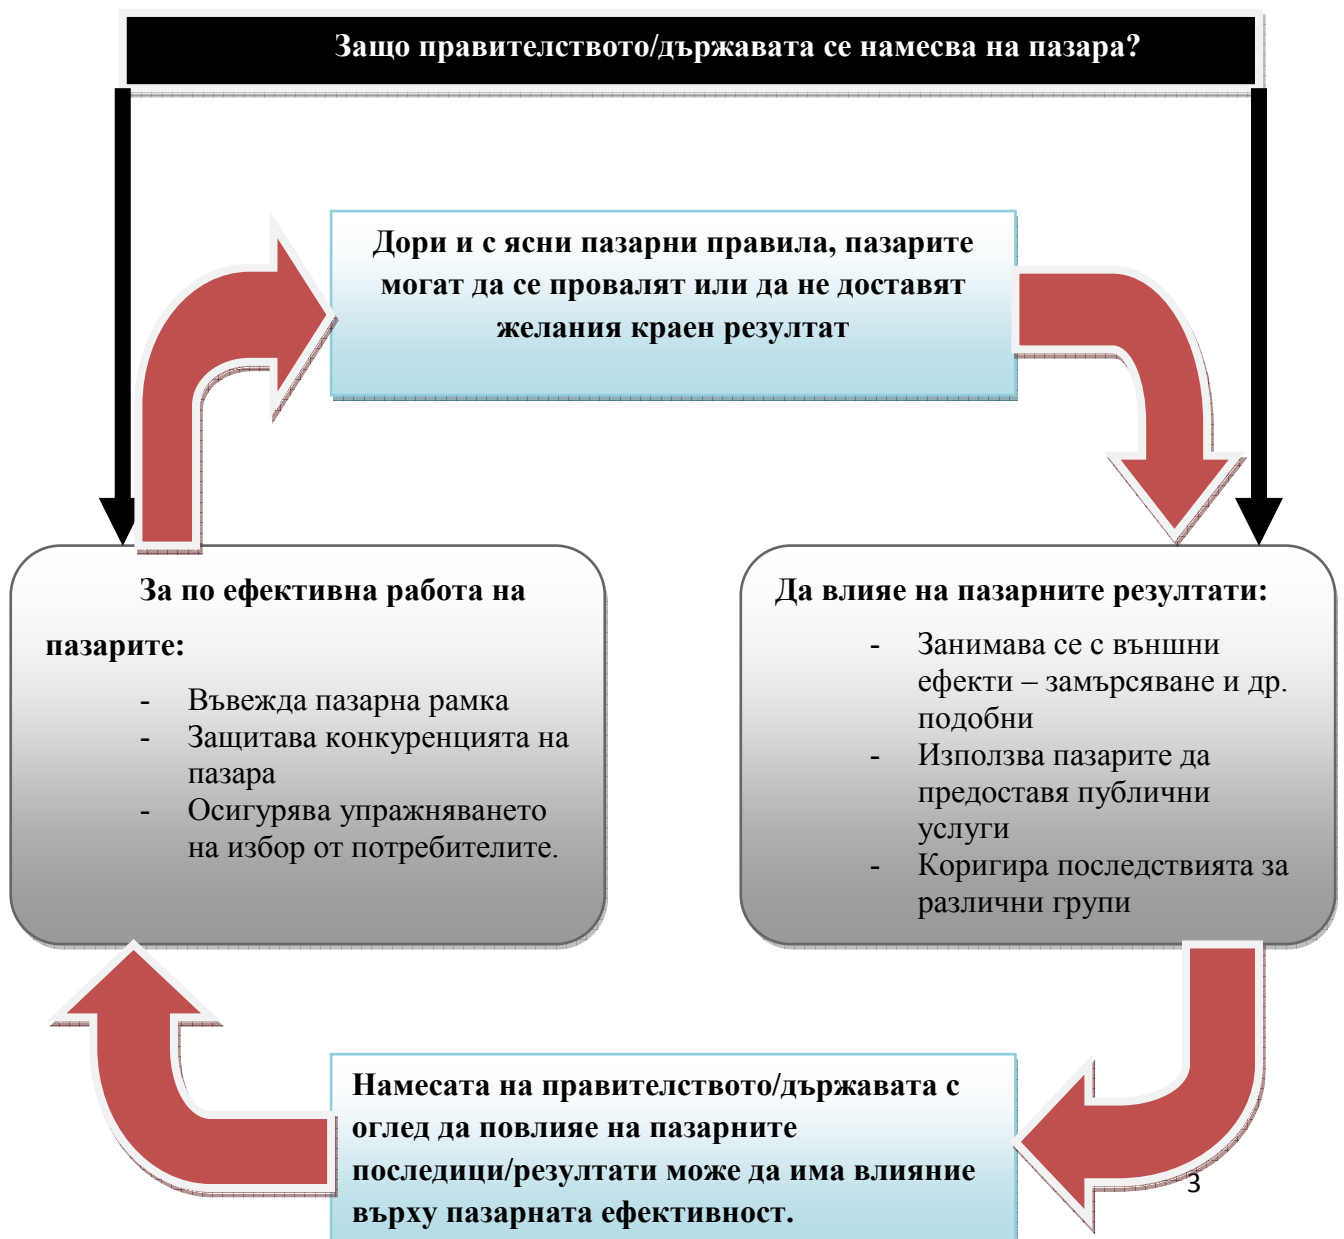 Защо правителството/държавата се намесва на пазара?
Дори и с ясни пазарни правила, пазарите
могат да се провалят или да не доставят
желания краен резултат
За по ефективна работа на
пазарите:
- Въвежда пазарна рамка
- Защитава конкуренцията на
пазара
- Осигурява упражняването
на избор от потребителите.
Да влияе на пазарните резултати:
- Занимава се с външни
ефекти – замърсяване и др.
подобни
- Използва пазарите да
предоставя публични
услуги
- Коригира последствията за
различни групи
Намесата на правителството/държавата с
оглед да повлияе на пазарните
последици/резултати може да има влияние
върху пазарната ефективност.
3